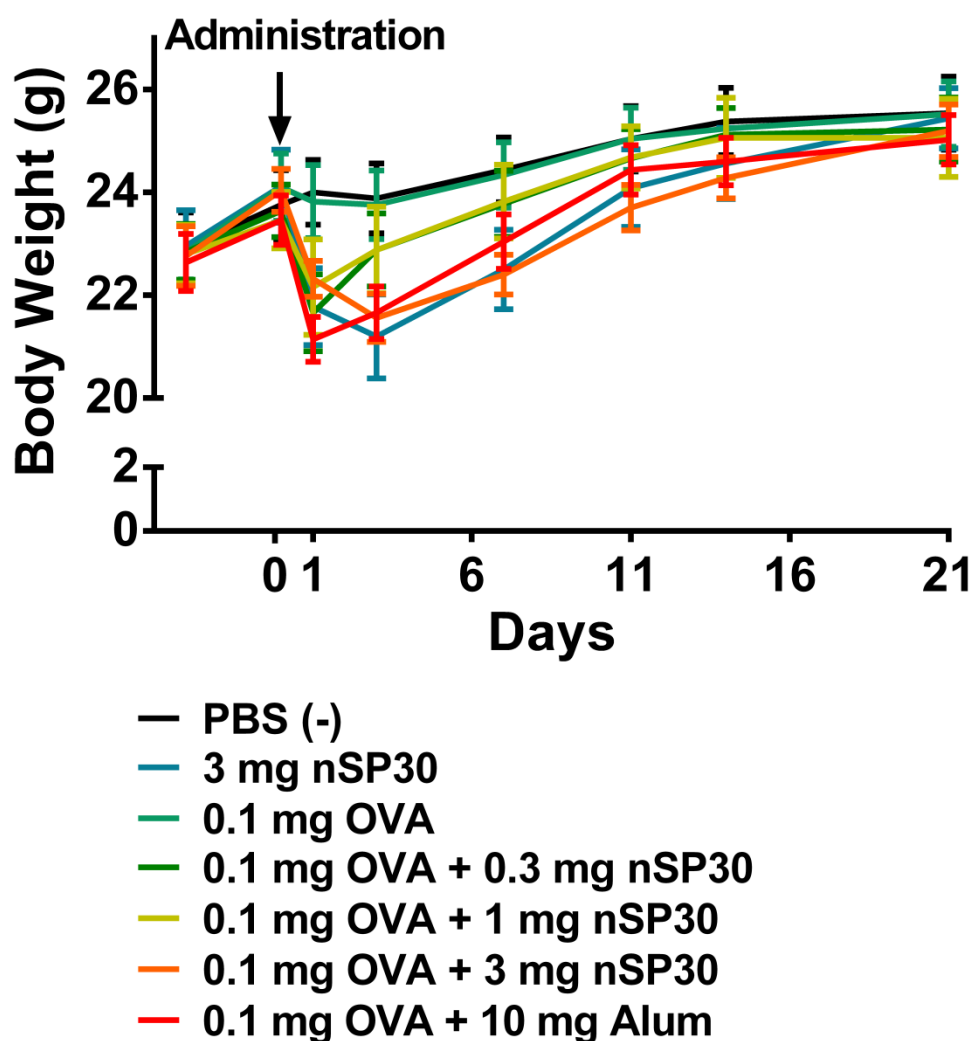 Administration
Body Weight (g)
26
24
22
20
2
0
0 1 6 11 16 21
Days
PBS (-)
3 mg nSP30
0.1 mg OVA
0.1 mg OVA + 0.3 mg nSP30
0.1 mg OVA + 1 mg nSP30
0.1 mg OVA + 3 mg nSP30
0.1 mg OVA + 10 mg Alum